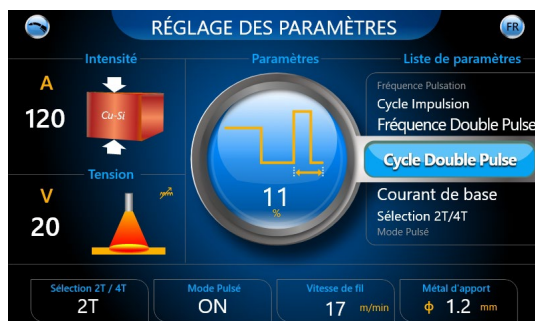 RÉGLAGE DES PARAMÈTRES
FR
Intensité
A
120
Cu-Si
Tension
V
20
Paramètres
11
%
Liste de paramètres
Fréquence Pulsation
Cycle Impulsion
Fréquence Double Pulse
Cycle Double Pulse
Courant de base
Sélection 2T/4T
Mode Pulsé
Sélection 2T / 4T
2T
Mode Pulsé
ON
Vitesse de fil
17 m/min
Métal d'apport
ϕ 1.2 mm